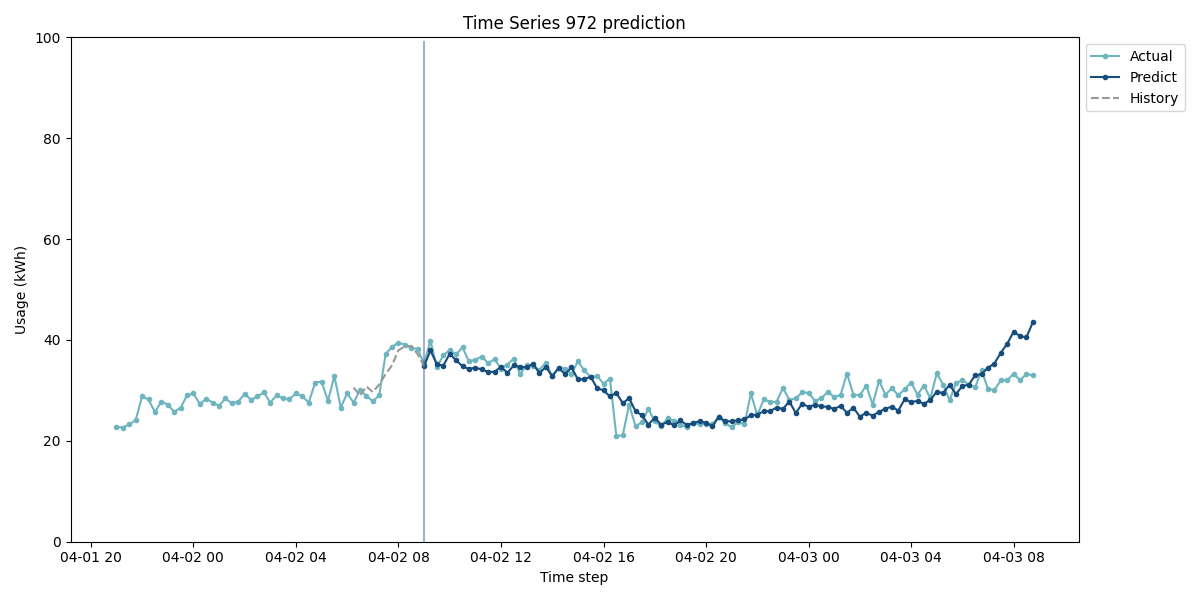 Time Series 972 prediction
Usage (kWh)
100
80
60
40
20
0
04-01 20
04-02 00
04-02 04
04-02 08
04-02 12
04-02 16
04-02 20
04-03 00
04-03 04
04-03 08
Time step
Actual
Predict
History